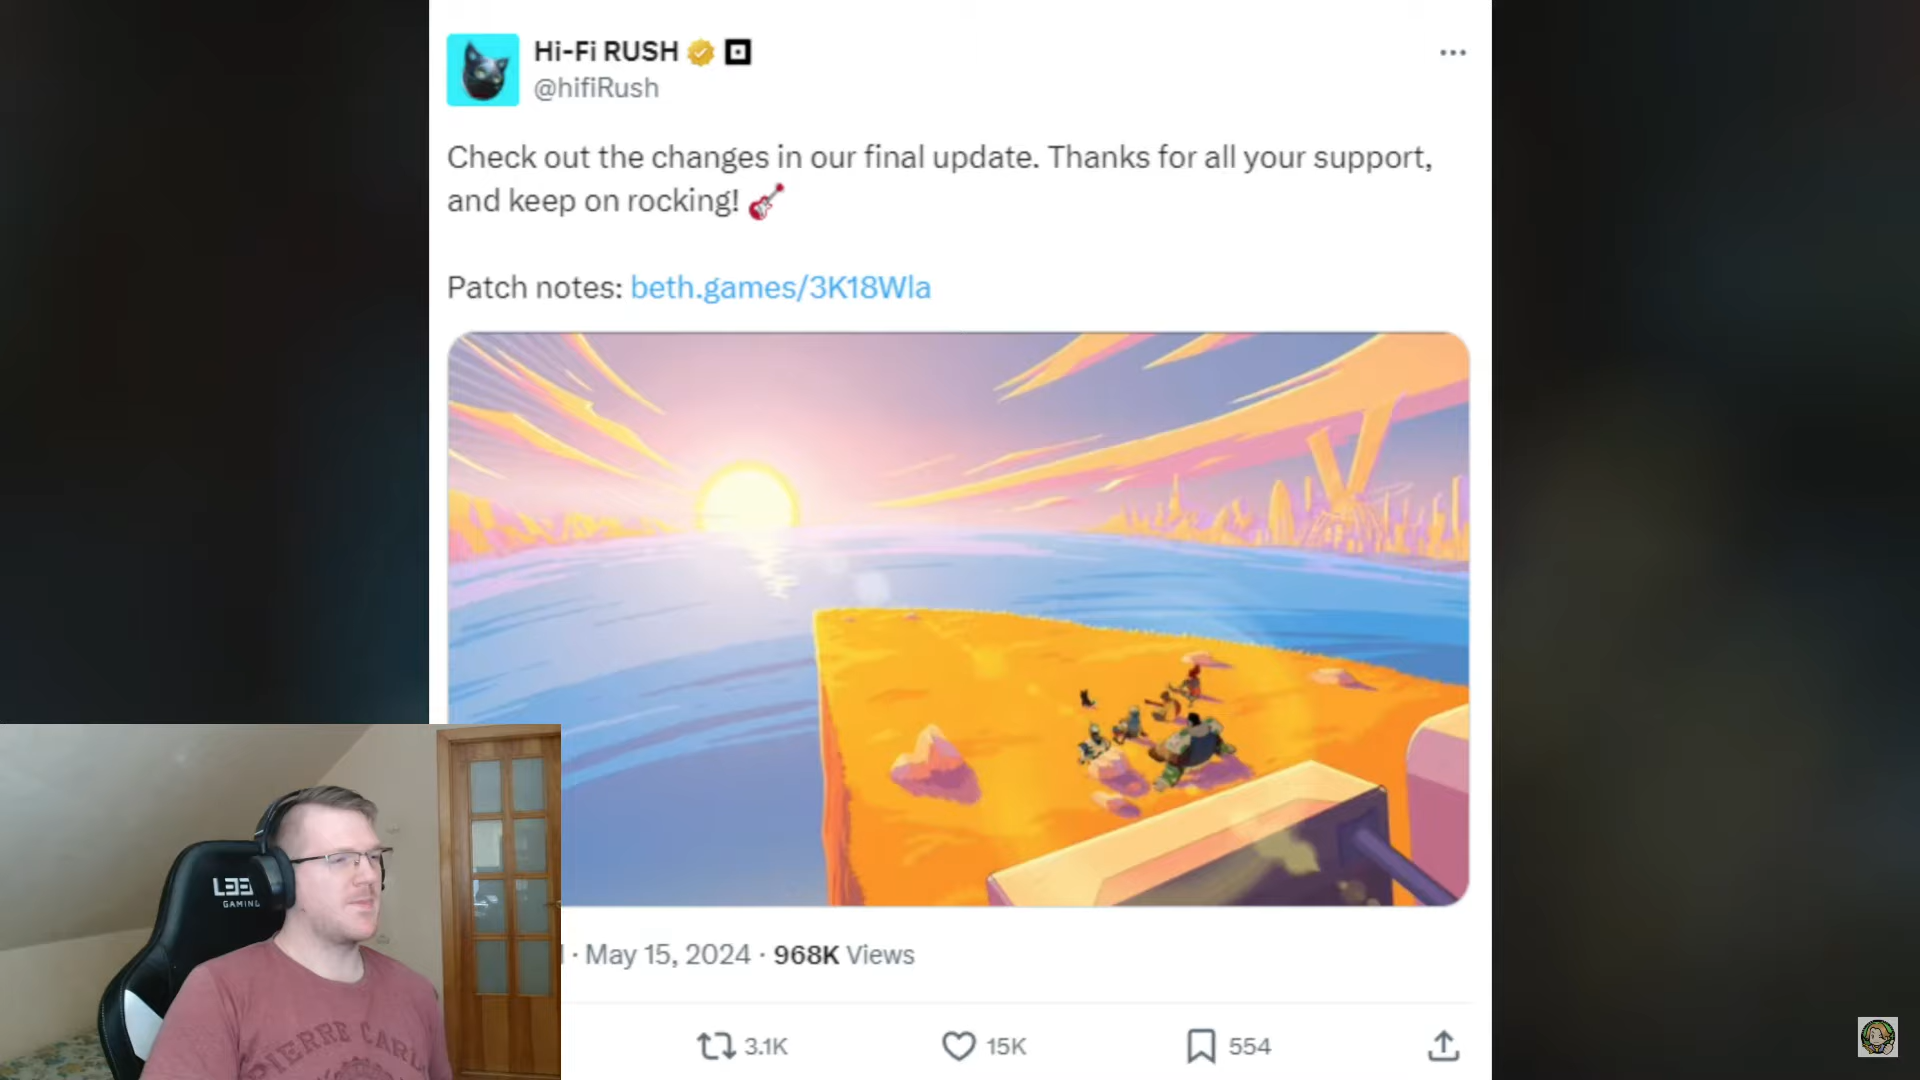 Hi-Fi RUSH
@hifiRush
Check out the changes in our final update. Thanks for all your support,
and keep on rocking! 🎸
Patch notes: beth.games/3K18Wla
· May 15, 2024 · 968K Views
3.1K 15K 554
L33
GAMING
PIERRE CARL